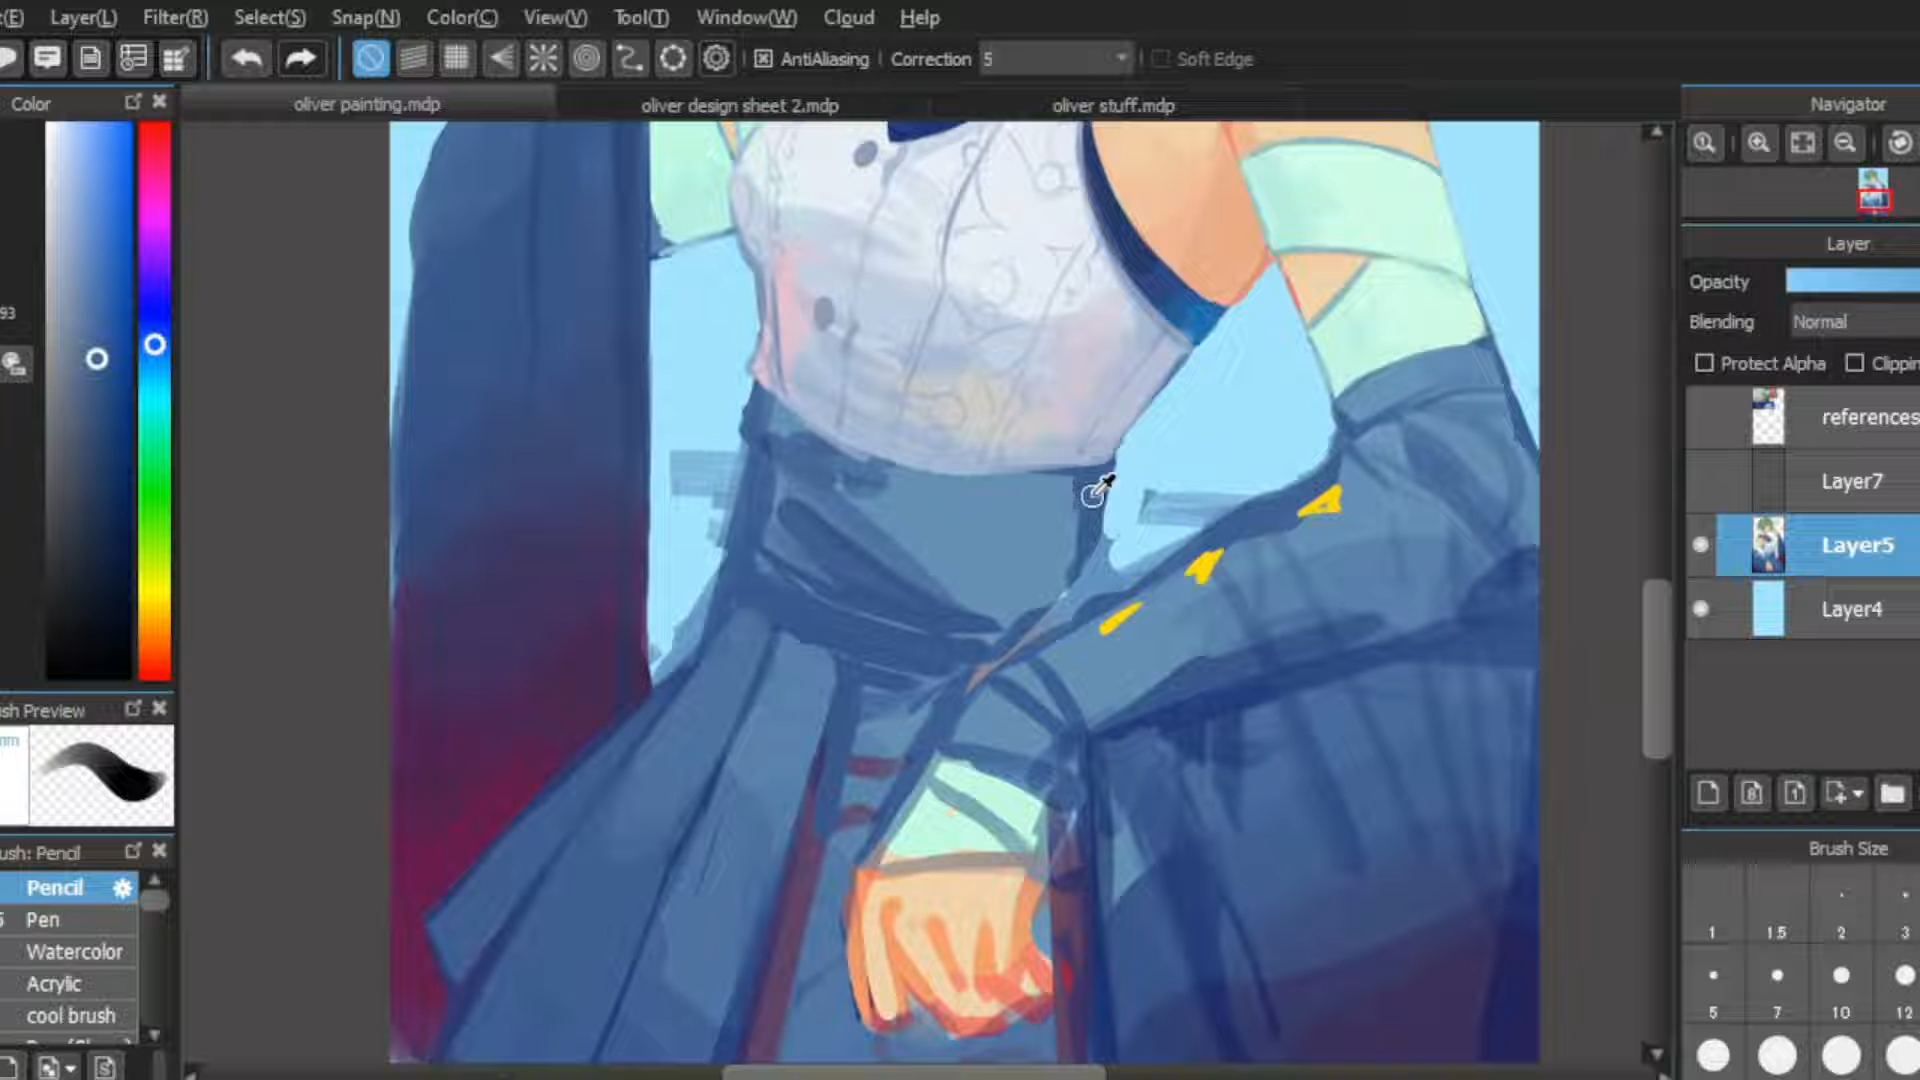 (E) Layer(L) Filter(R) Select(S) Snap(N) Color(C) View(V) Tool(T) Window(W) Cloud Help
AntiAliasing Correction 5 Soft Edge
Color
oliver painting.mdp oliver design sheet 2.mdp oliver stuff.mdp
Navigator
Layer
Opacity
93
Blending Normal
Protect Alpha Clippin
references
Layer7
Layer5
Layer4
ush Preview
mm
ush: Pencil
Pencil
Pen
Watercolor
Acrylic
cool brush
Brush Size
1 1.5 2 3
5 7 10 12